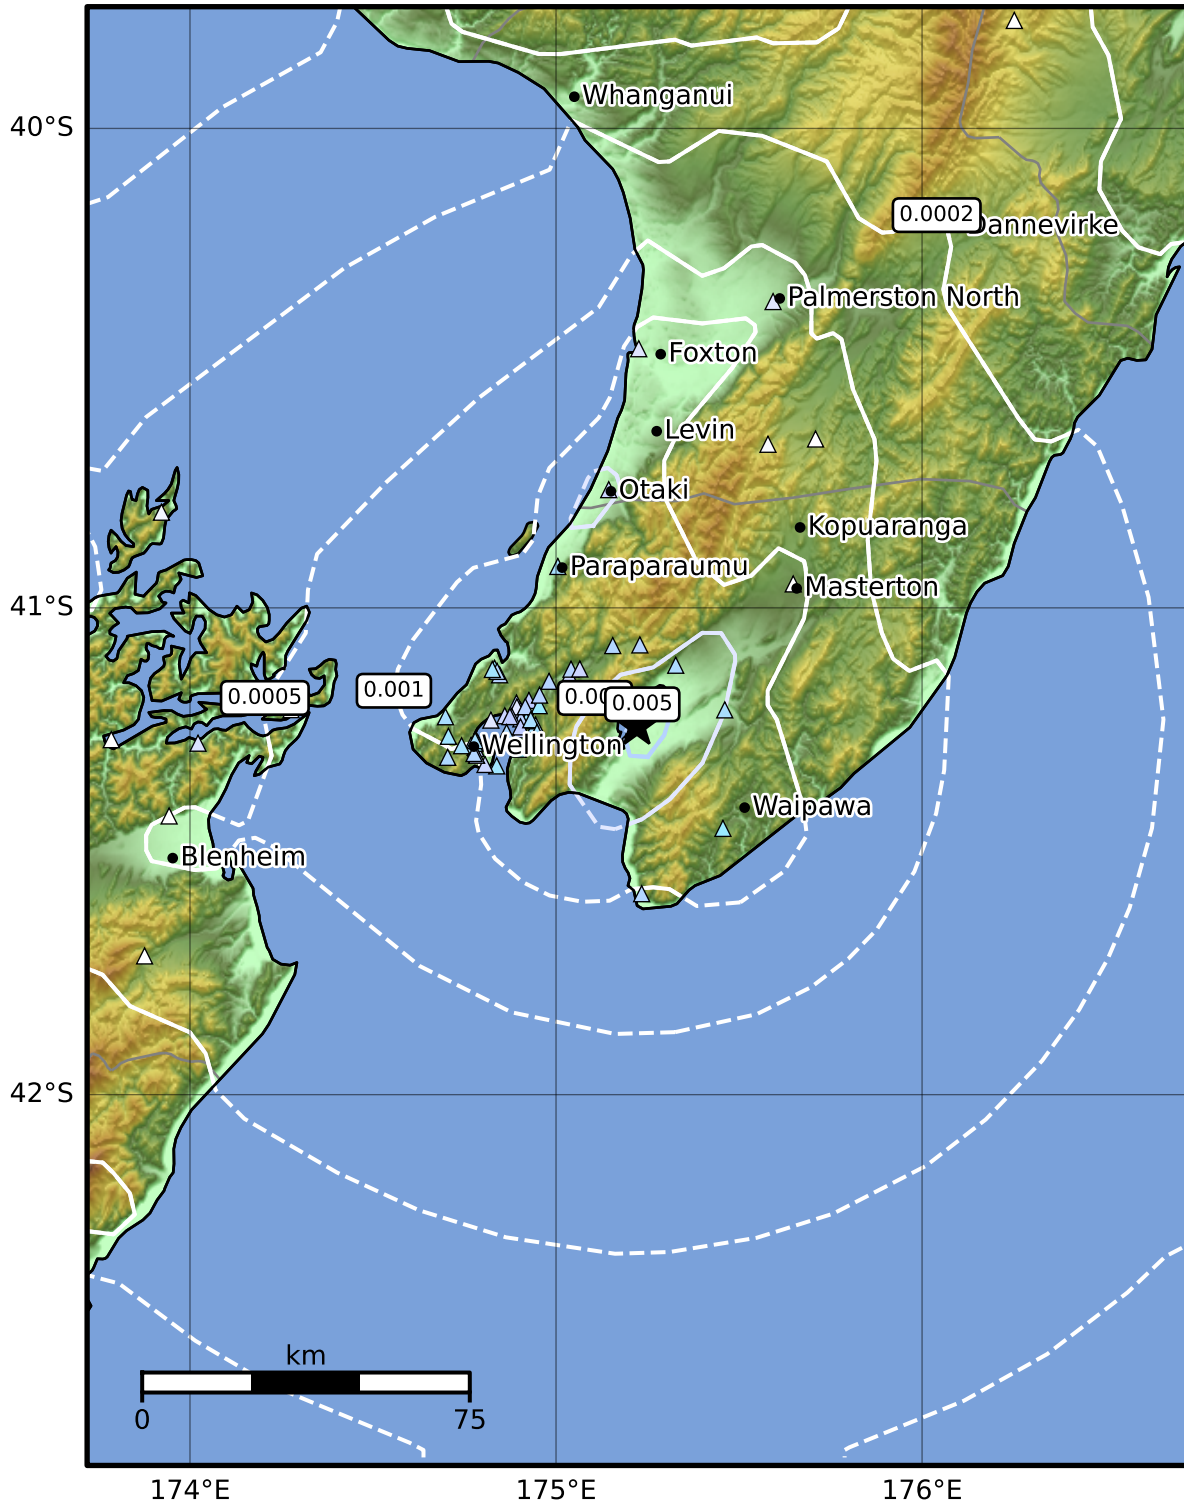 Whanganui
40°S
0.0002
Dannevirke
Palmerston North
Foxton
Levin
Otaki
Kopuaranga
Paraparaumu
Masterton
41°S
0.0005
0.001
0.005
Wellington
Waipawa
Blenheim
42°S
km
0
75
174°E
175°E
176°E